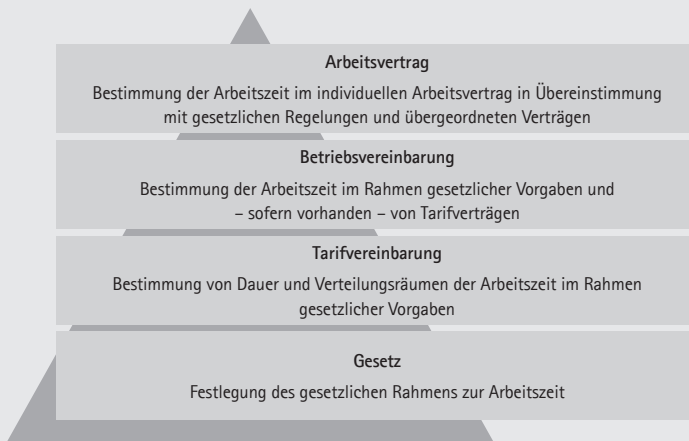 Arbeitsvertrag
Bestimmung der Arbeitszeit im individuellen Arbeitsvertrag in Übereinstimmung
mit gesetzlichen Regelungen und übergeordneten Verträgen
Betriebsvereinbarung
Bestimmung der Arbeitszeit im Rahmen gesetzlicher Vorgaben und
– sofern vorhanden – von Tarifverträgen
Tarifvereinbarung
Bestimmung von Dauer und Verteilungsräumen der Arbeitszeit im Rahmen
gesetzlicher Vorgaben
Gesetz
Festlegung des gesetzlichen Rahmens zur Arbeitszeit